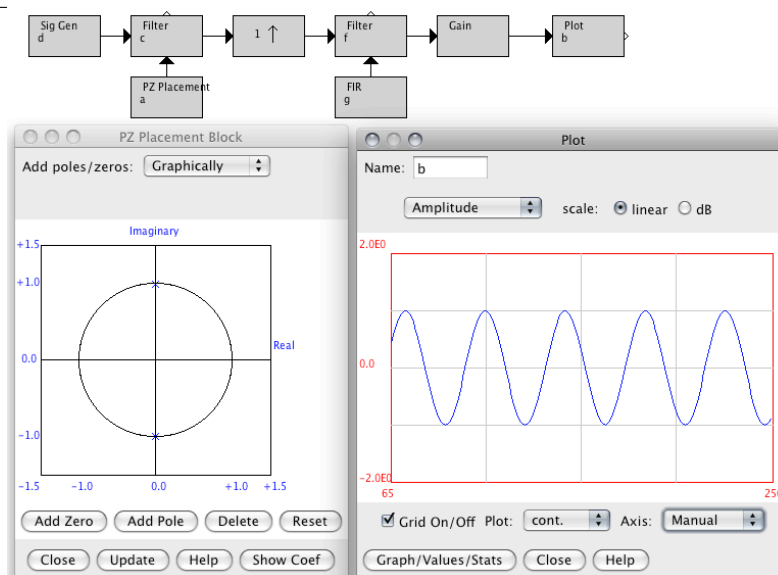 Sig Gen
d
Filter
c
1 ↑
Filter
f
Gain
Plot
b
PZ Placement
a
FIR
g
PZ Placement Block
Add poles/zeros: Graphically
Imaginary
+1.5
+1.0
0.0
-1.0
Real
-1.5 -1.0 0.0 +1.0 +1.5
Add Zero Add Pole Delete Reset
Close Update Help Show Coef
Plot
Name: b
Amplitude scale: linear dB
2.0E0
0.0
-2.0E0
65 250
Grid On/Off Plot: cont. Axis: Manual
Graph/Values/Stats Close Help